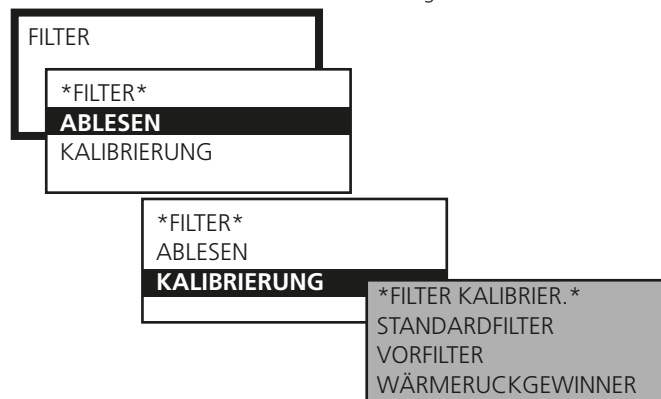 FILTER
*FILTER*
ABLESEN
KALIBRIERUNG
*FILTER*
ABLESEN
KALIBRIERUNG
*FILTER KALIBRIER.*
STANDARDFILTER
VORFILTER
WÄRMERUCKGEWINNER